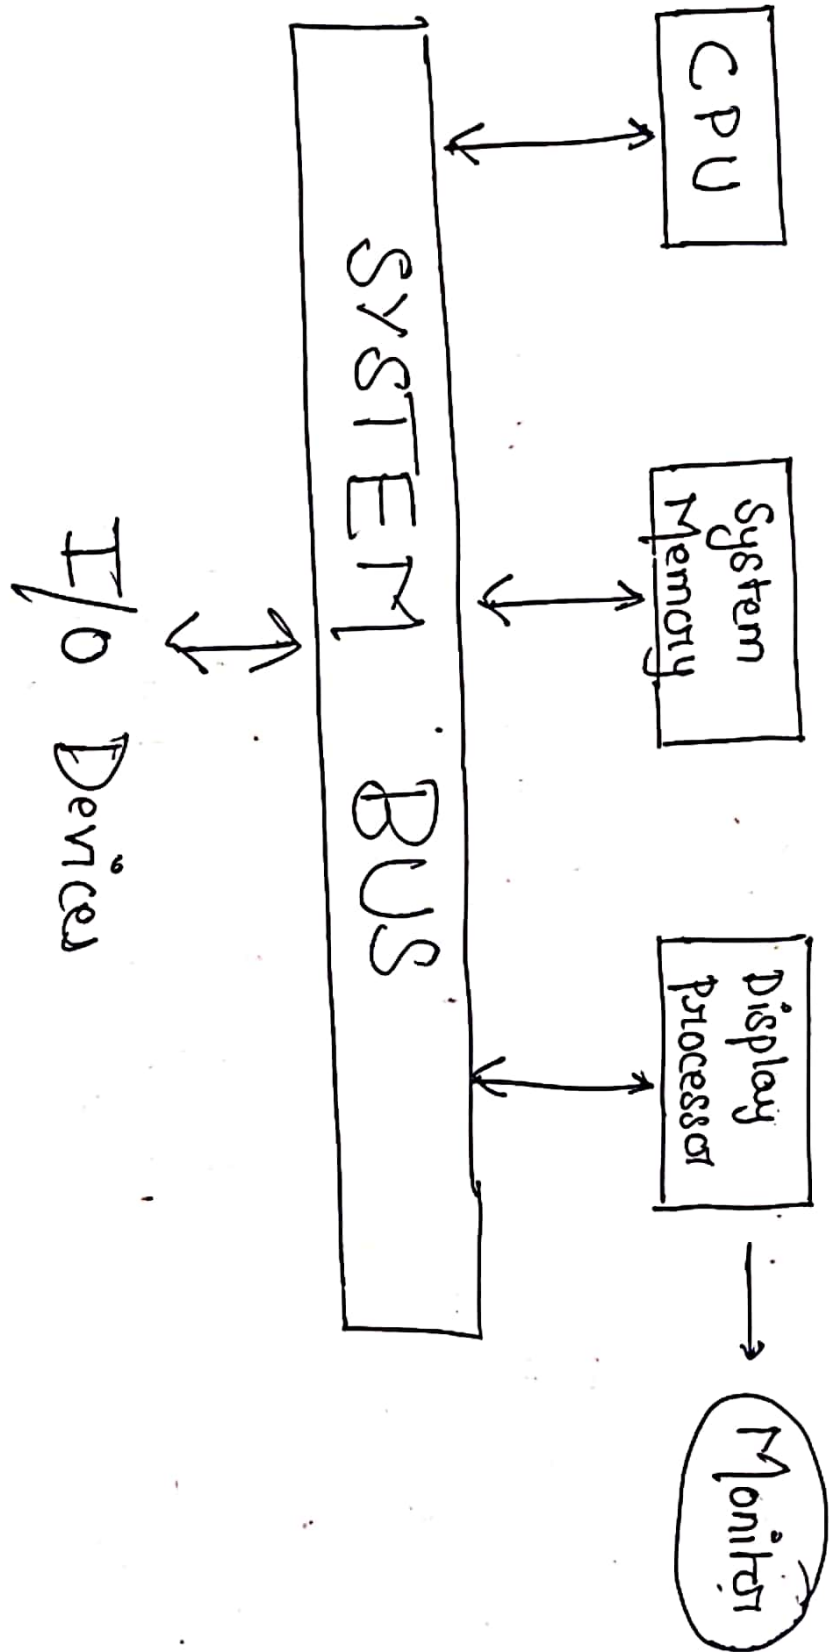 CPU
System
Memory
Display
Processor
Monitor
SYSTEM BUS
I/O Devices